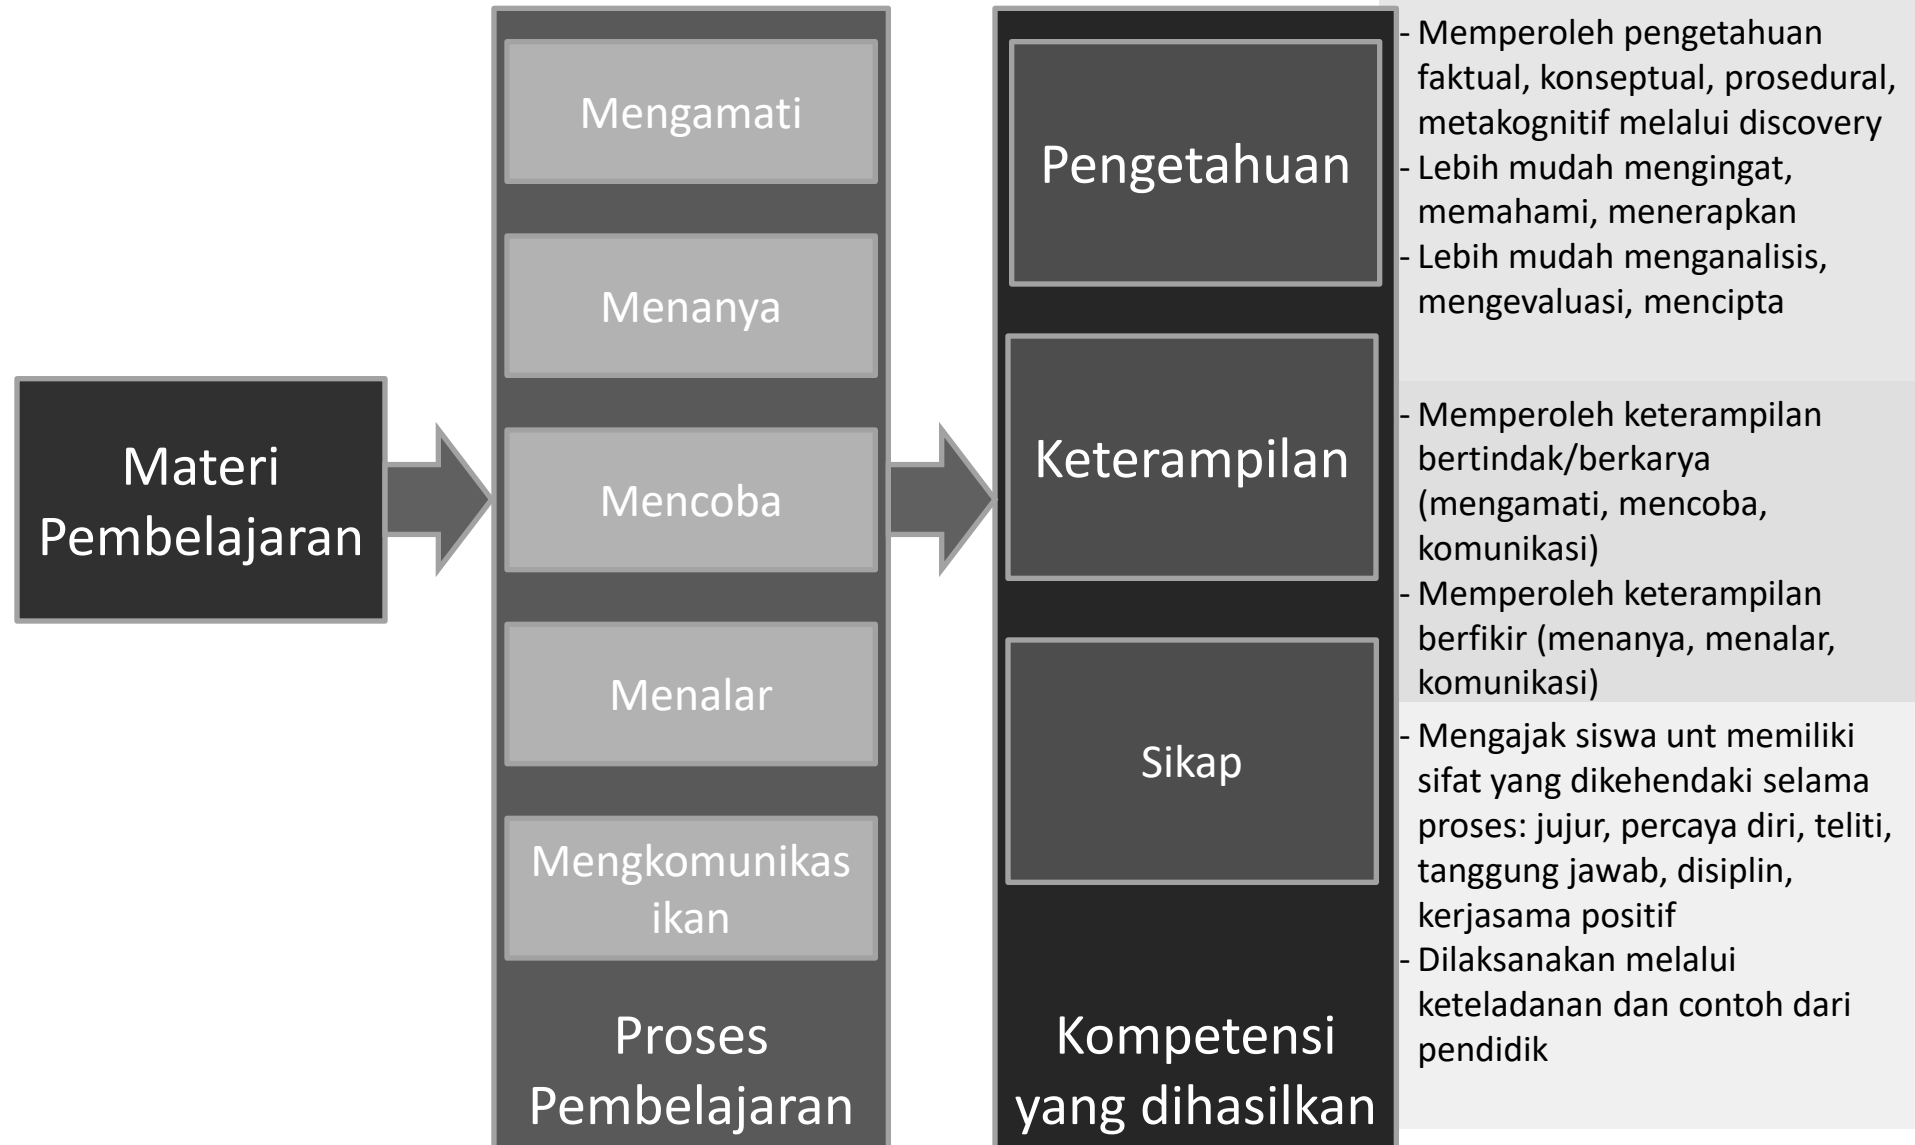 Materi
Pembelajaran
Mengamati
Menanya
Mencoba
Menalar
Mengkomunikas
ikan
Proses
Pembelajaran
Pengetahuan
Keterampilan
Sikap
Kompetensi
yang dihasilkan
- Memperoleh pengetahuan
faktual, konseptual, prosedural,
metakognitif melalui discovery
- Lebih mudah mengingat,
memahami, menerapkan
- Lebih mudah menganalisis,
mengevaluasi, mencipta
- Memperoleh keterampilan
bertindak/berkarya
(mengamati, mencoba,
komunikasi)
- Memperoleh keterampilan
berfikir (menanya, menalar,
komunikasi)
- Mengajak siswa unt memiliki
sifat yang dikehendaki selama
proses: jujur, percaya diri, teliti,
tanggung jawab, disiplin,
kerjasama positif
- Dilaksanakan melalui
keteladanan dan contoh dari
pendidik